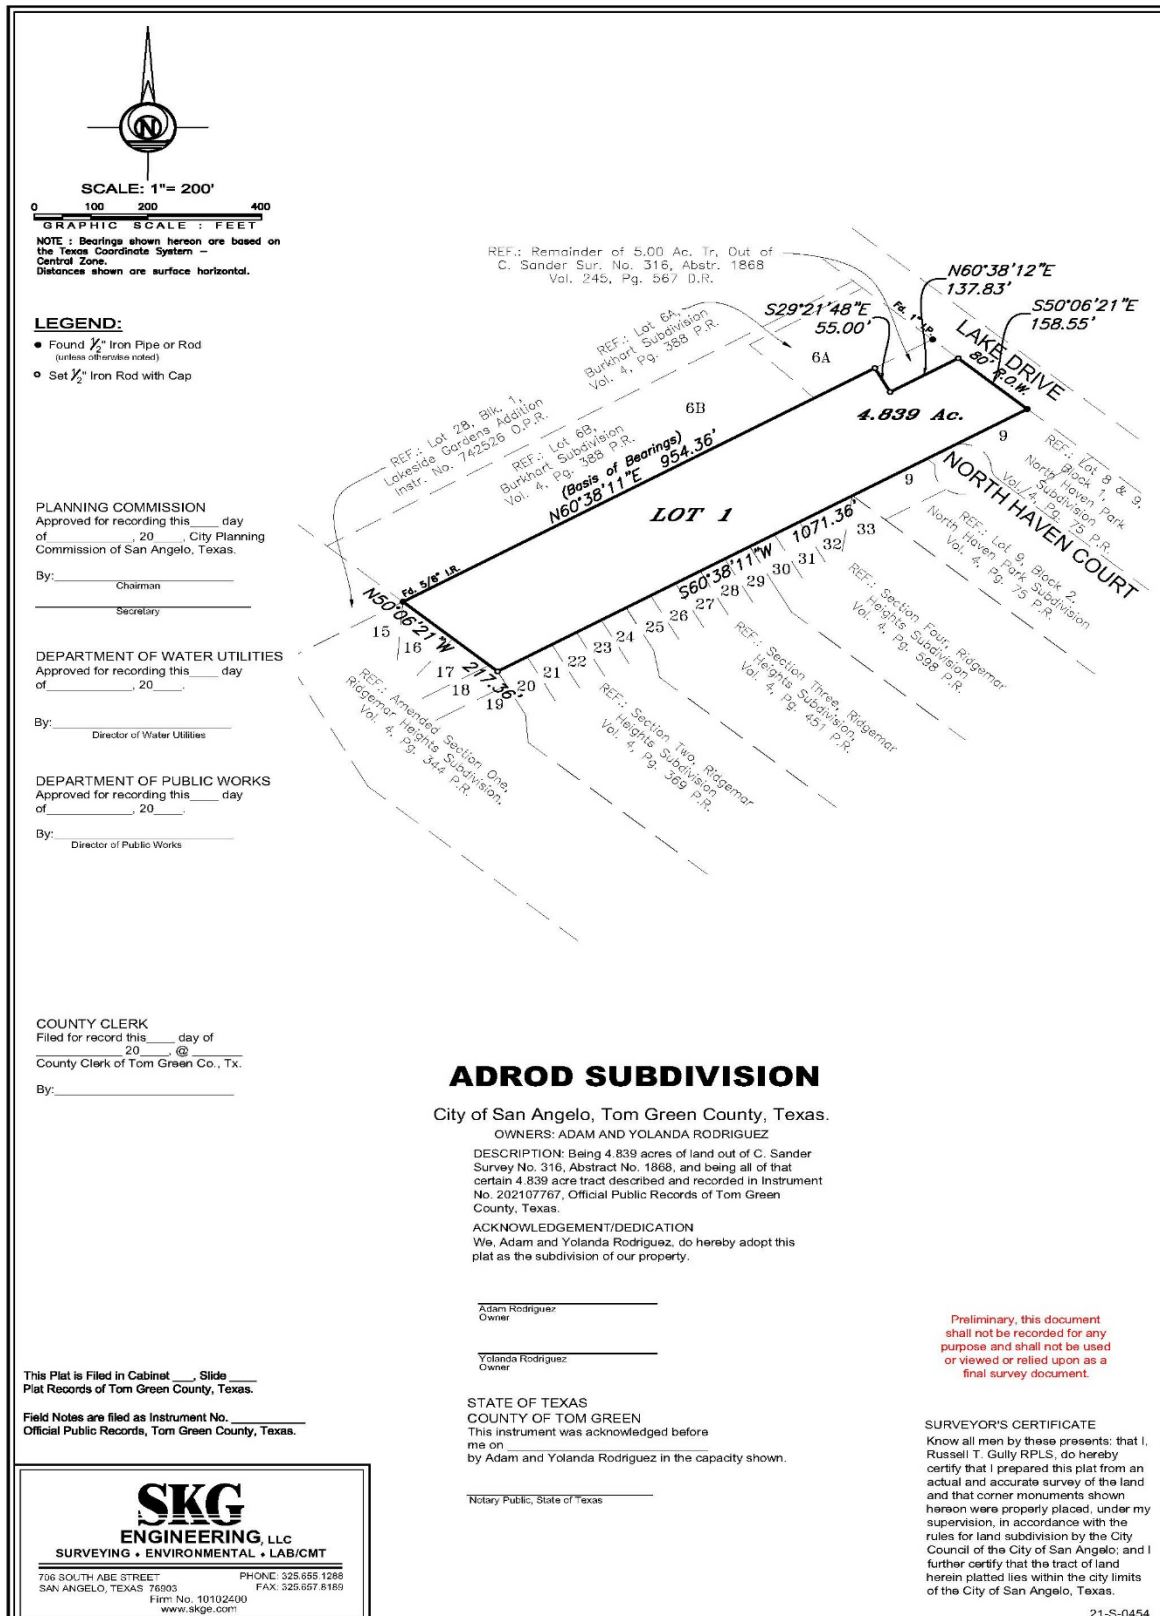 N
SCALE: 1"= 200'
0 100 200 400
GRAPHIC SCALE : FEET
NOTE : Bearings shown hereon are based on
the Texas Coordinate System –
Central Zone.
Distances shown are surface horizontal.
LEGEND:
Found ½" Iron Pipe or Rod
(unless otherwise noted)
Set ½" Iron Rod with Cap
REF.: Remainder of 5.00 Ac. Tr, Out of
C. Sander Sur. No. 316, Abstr. 1868
Vol. 245, Pg. 567 D.R.
N60°38'12"E
137.83'
S29°21'48"E
55.00'
S50°06'21"E
158.55'
Fd. 1" I.P.
LAKE DRIVE
80' R.O.W.
REF.: Lot 6A,
Burkhart Subdivision
Vol. 4, Pg. 388 P.R.
6A
6B
4.839 Ac.
REF.: Lot 28, Blk. 1,
Lakeside Gardens Addition
Instr. No. 742526 O.P.R.
REF.: Lot 6B,
Burkhart Subdivision
Vol. 4, Pg. 388 P.R.
(Basis of Bearings)
N60°38'11"E 954.36'
LOT 1
9
9
REF.: Lot 8 & 9,
Block 1,
North Haven Park
Subdivision
Vol. 4, Pg. 75 P.R.
NORTH HAVEN COURT
REF.: Lot 9, Block 2,
North Haven Park Subdivision
Vol. 4, Pg. 75 P.R.
S60°38'11"W 1071.36'
Fd. 5/8" I.R.
N50°06'21"W 217.36'
15
16
17
18
19
20
21
22
23
24
25
26
27
28
29
30
31
32
33
REF.: Section Four, Ridgemar
Heights Subdivision
Vol. 4, Pg. 598 P.R.
REF.: Section Three, Ridgemar
Heights Subdivision,
Vol. 4, Pg. 451 P.R.
REF.: Section Two, Ridgemar
Heights Subdivision
Vol. 4, Pg. 369 P.R.
REF.: Amended Section One,
Ridgemar Heights Subdivision,
Vol. 4, Pg. 344 P.R.
PLANNING COMMISSION
Approved for recording this____ day
of__________, 20____, City Planning
Commission of San Angelo, Texas.
By:____________________
Chairman
Secretary
DEPARTMENT OF WATER UTILITIES
Approved for recording this____ day
of__________, 20____.
By:____________________
Director of Water Utilities
DEPARTMENT OF PUBLIC WORKS
Approved for recording this____ day
of__________, 20____.
By:____________________
Director of Public Works
COUNTY CLERK
Filed for record this____ day of
__________ 20____, @ ______
County Clerk of Tom Green Co., Tx.
By:____________________
ADROD SUBDIVISION
City of San Angelo, Tom Green County, Texas.
OWNERS: ADAM AND YOLANDA RODRIGUEZ
DESCRIPTION: Being 4.839 acres of land out of C. Sander
Survey No. 316, Abstract No. 1868, and being all of that
certain 4.839 acre tract described and recorded in Instrument
No. 202107767, Official Public Records of Tom Green
County, Texas.
ACKNOWLEDGEMENT/DEDICATION
We, Adam and Yolanda Rodriguez, do hereby adopt this
plat as the subdivision of our property.
Adam Rodriguez
Owner
Yolanda Rodriguez
Owner
STATE OF TEXAS
COUNTY OF TOM GREEN
This instrument was acknowledged before
me on ____________________
by Adam and Yolanda Rodriguez in the capacity shown.
Notary Public, State of Texas
This Plat is Filed in Cabinet ___, Slide ____
Plat Records of Tom Green County, Texas.
Field Notes are filed as Instrument No. __________
Official Public Records, Tom Green County, Texas.
SKG
ENGINEERING, LLC
SURVEYING • ENVIRONMENTAL • LAB/CMT
706 SOUTH ABE STREET PHONE: 325.655.1288
SAN ANGELO, TEXAS 76903 FAX: 325.657.8189
Firm No. 10102400
www.skge.com
Preliminary, this document
shall not be recorded for any
purpose and shall not be used
or viewed or relied upon as a
final survey document.
SURVEYOR'S CERTIFICATE
Know all men by these presents: that I,
Russell T. Gully RPLS, do hereby
certify that I prepared this plat from an
actual and accurate survey of the land
and that corner monuments shown
hereon were properly placed, under my
supervision, in accordance with the
rules for land subdivision by the City
Council of the City of San Angelo; and I
further certify that the tract of land
herein platted lies within the city limits
of the City of San Angelo, Texas.
21-S-0454